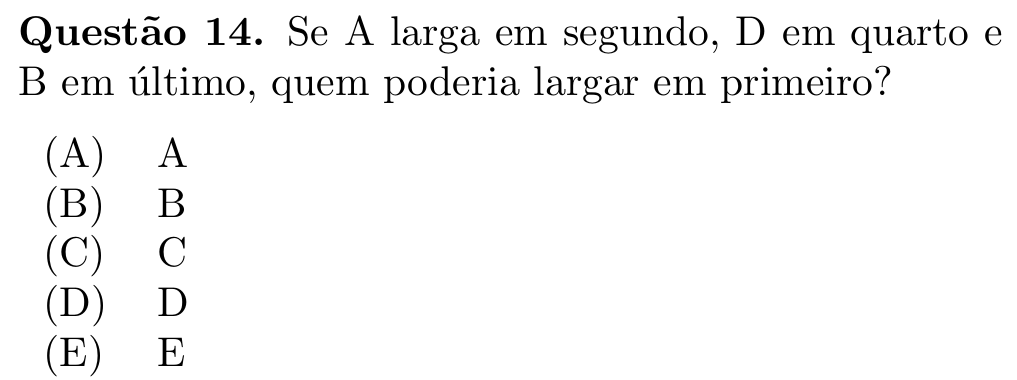 Questão 14. Se A larga em segundo, D em quarto e
B em último, quem poderia largar em primeiro?
(A) A
(B) B
(C) C
(D) D
(E) E